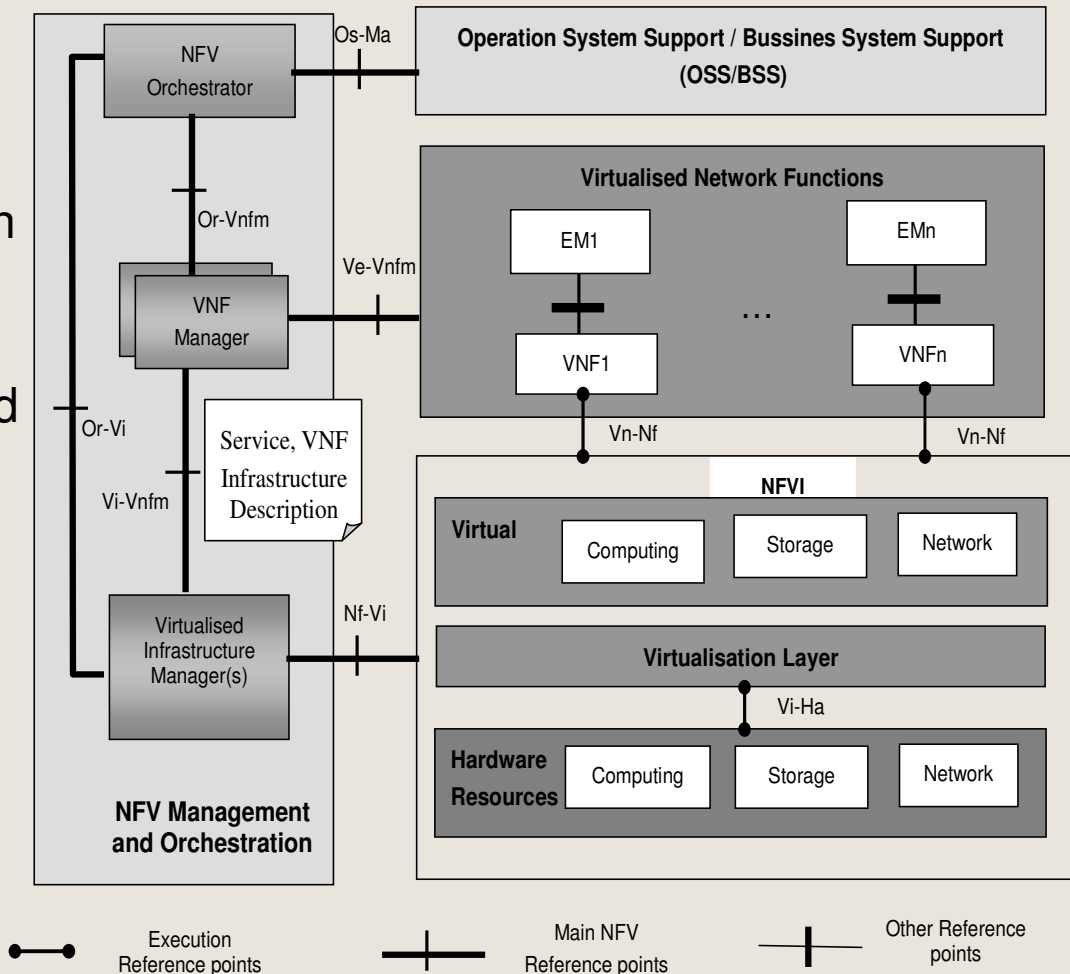 NFV
Orchestrator
Os-Ma
Operation System Support / Bussines System Support
(OSS/BSS)
Or-Vnfm
VNF
Manager
Ve-Vnfm
Virtualised Network Functions
EM1
EMn
...
VNF1
VNFn
Vn-Nf
Vn-Nf
n
d
Or-Vi
Vi-Vnfm
Service, VNF
Infrastructure
Description
NFVI
Virtual
Computing
Storage
Network
Virtualised
Infrastructure
Manager(s)
Nf-Vi
Virtualisation Layer
Vi-Ha
Hardware
Resources
Computing
Storage
Network
NFV Management
and Orchestration
Execution
Reference points
Main NFV
Reference points
Other Reference
points